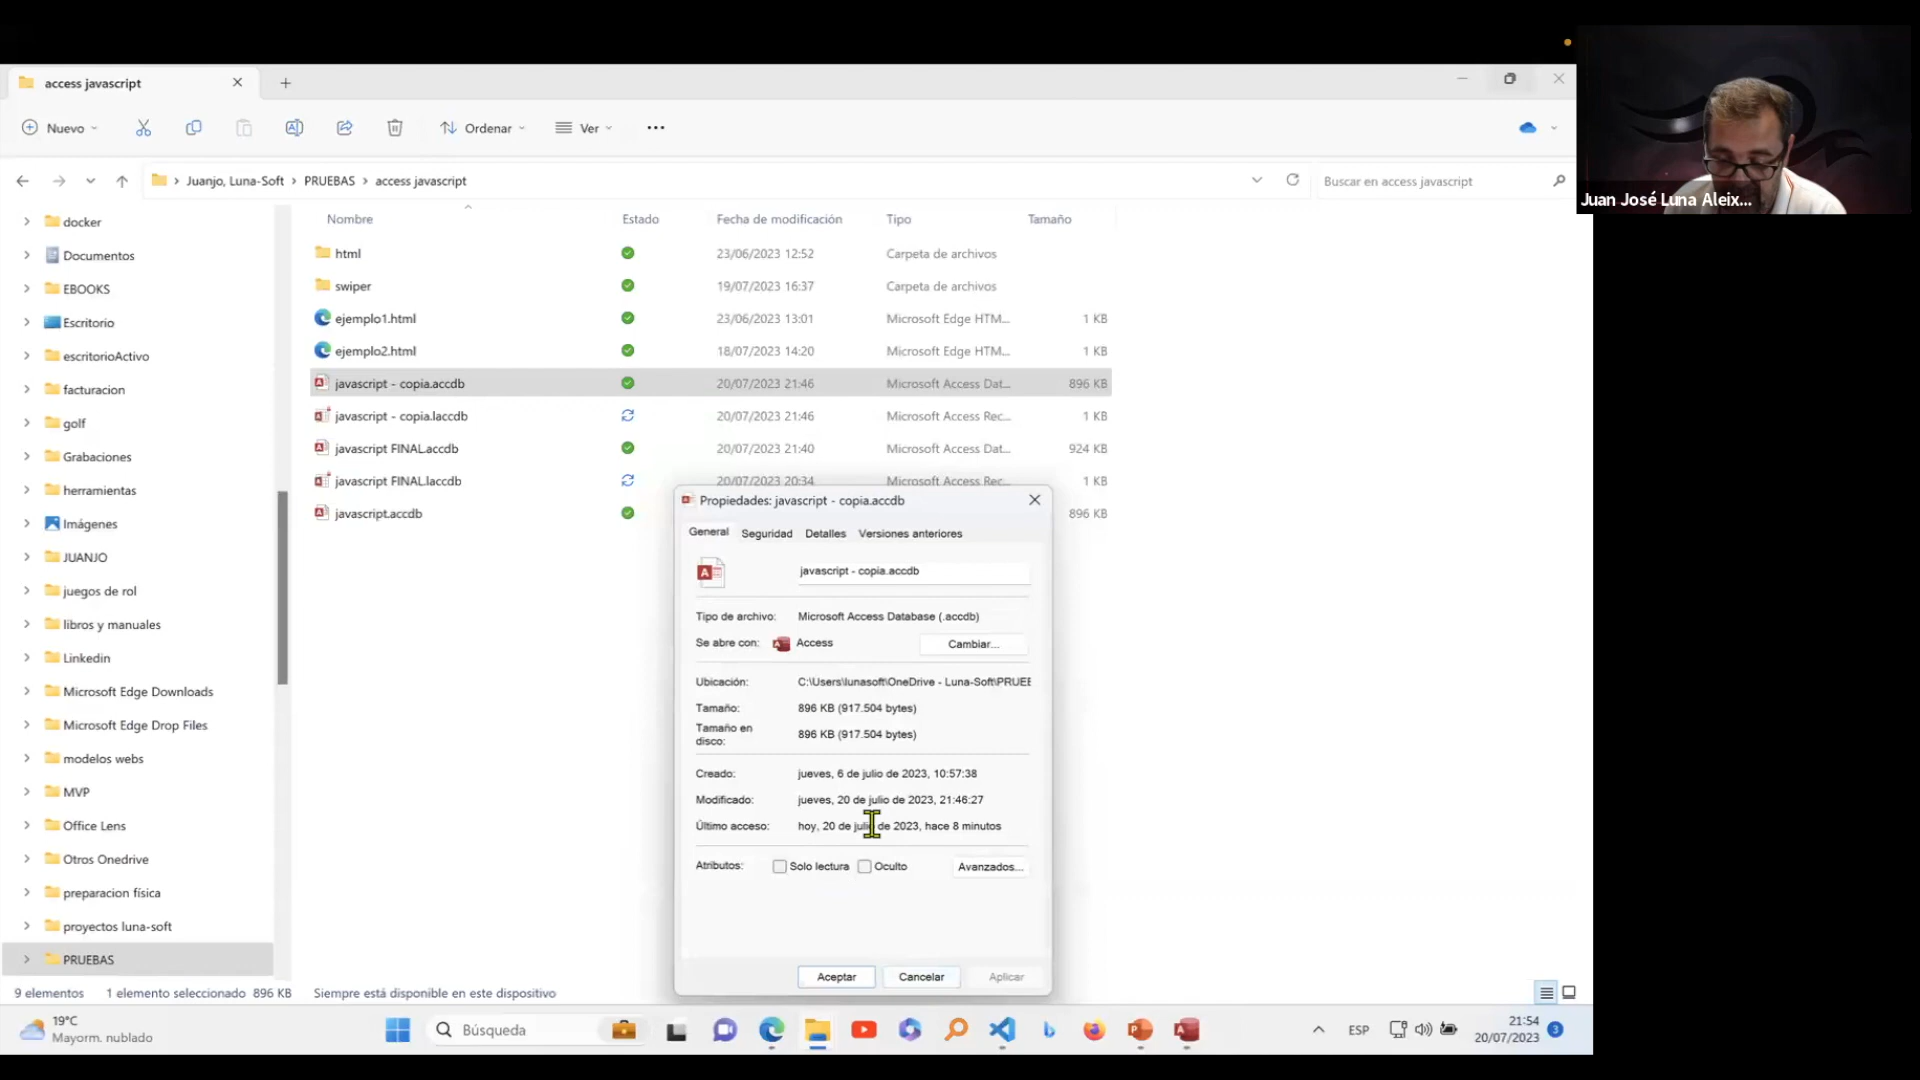 access javascript
Nuevo
Ordenar
Ver
Juanjo, Luna-Soft > PRUEBAS > access javascript
Buscar en access javascript
Juan José Luna Aleix...
docker
Documentos
EBOOKS
Escritorio
escritorioActivo
facturacion
golf
Grabaciones
herramientas
Imágenes
JUANJO
juegos de rol
libros y manuales
Linkedin
Microsoft Edge Downloads
Microsoft Edge Drop Files
modelos webs
MVP
Office Lens
Otros Onedrive
preparacion física
proyectos luna-soft
PRUEBAS
Nombre Estado Fecha de modificación Tipo Tamaño
html 23/06/2023 12:52 Carpeta de archivos
swiper 19/07/2023 16:37 Carpeta de archivos
ejemplo1.html 23/06/2023 13:01 Microsoft Edge HTM... 1 KB
ejemplo2.html 18/07/2023 14:20 Microsoft Edge HTM... 1 KB
javascript - copia.accdb 20/07/2023 21:46 Microsoft Access Dat... 896 KB
javascript - copia.laccdb 20/07/2023 21:46 Microsoft Access Rec... 1 KB
javascript FINAL.accdb 20/07/2023 21:40 Microsoft Access Dat... 924 KB
javascript FINAL.laccdb 20/07/2023 20:34 Microsoft Access Rec... 1 KB
javascript.accdb 896 KB
Propiedades: javascript - copia.accdb
General Seguridad Detalles Versiones anteriores
javascript - copia.accdb
Tipo de archivo: Microsoft Access Database (.accdb)
Se abre con: Access Cambiar...
Ubicación: C:\Users\lunasoft\OneDrive - Luna-Soft\PRUEE
Tamaño: 896 KB (917.504 bytes)
Tamaño en disco: 896 KB (917.504 bytes)
Creado: jueves, 6 de julio de 2023, 10:57:38
Modificado: jueves, 20 de julio de 2023, 21:46:27
Último acceso: hoy, 20 de julio de 2023, hace 8 minutos
Atributos: Solo lectura Oculto Avanzados...
Aceptar Cancelar Aplicar
9 elementos 1 elemento seleccionado 896 KB Siempre está disponible en este dispositivo
19°C
Mayorm. nublado
Búsqueda
ESP
21:54
20/07/2023
3